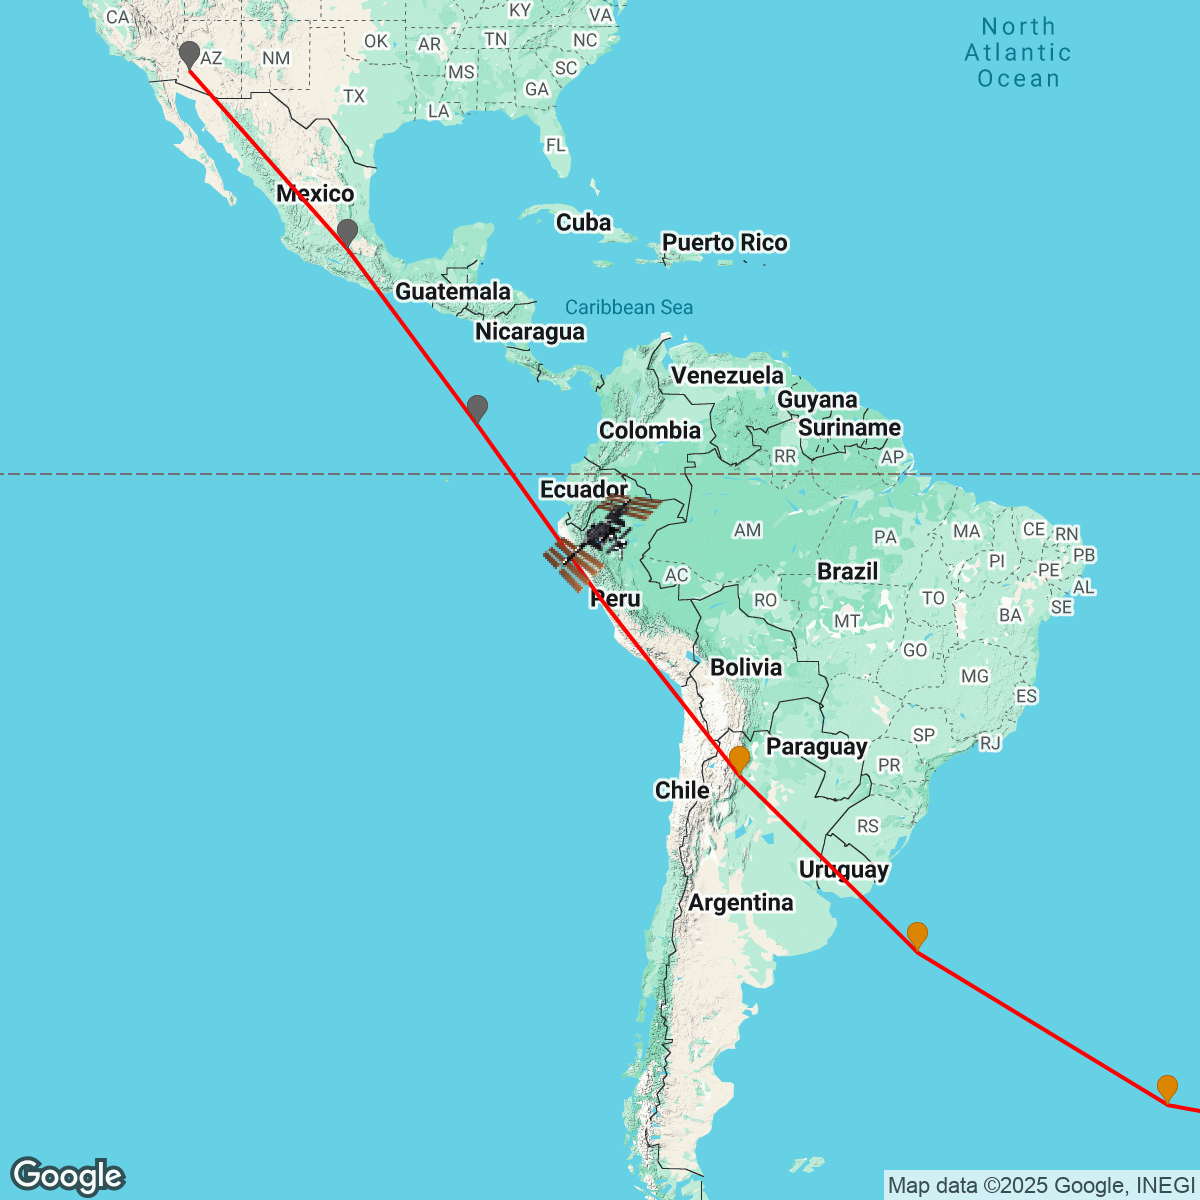 CA
KY
VA
North
Atlantic
Ocean
OK
AR
TN
NC
AZ
NM
MS
SC
TX
LA
GA
FL
Mexico
Cuba
Puerto Rico
Guatemala
Caribbean Sea
Nicaragua
Venezuela
Guyana
Colombia
Suriname
RR
AP
Ecuador
AM
PA
MA
CE
RN
PB
PI
PE
AL
AC
Brazil
Peru
RO
TO
BA
SE
MT
GO
Bolivia
MG
ES
Paraguay
SP
RJ
PR
Chile
RS
Uruguay
Argentina
Google
Map data ©2025 Google, INEGI